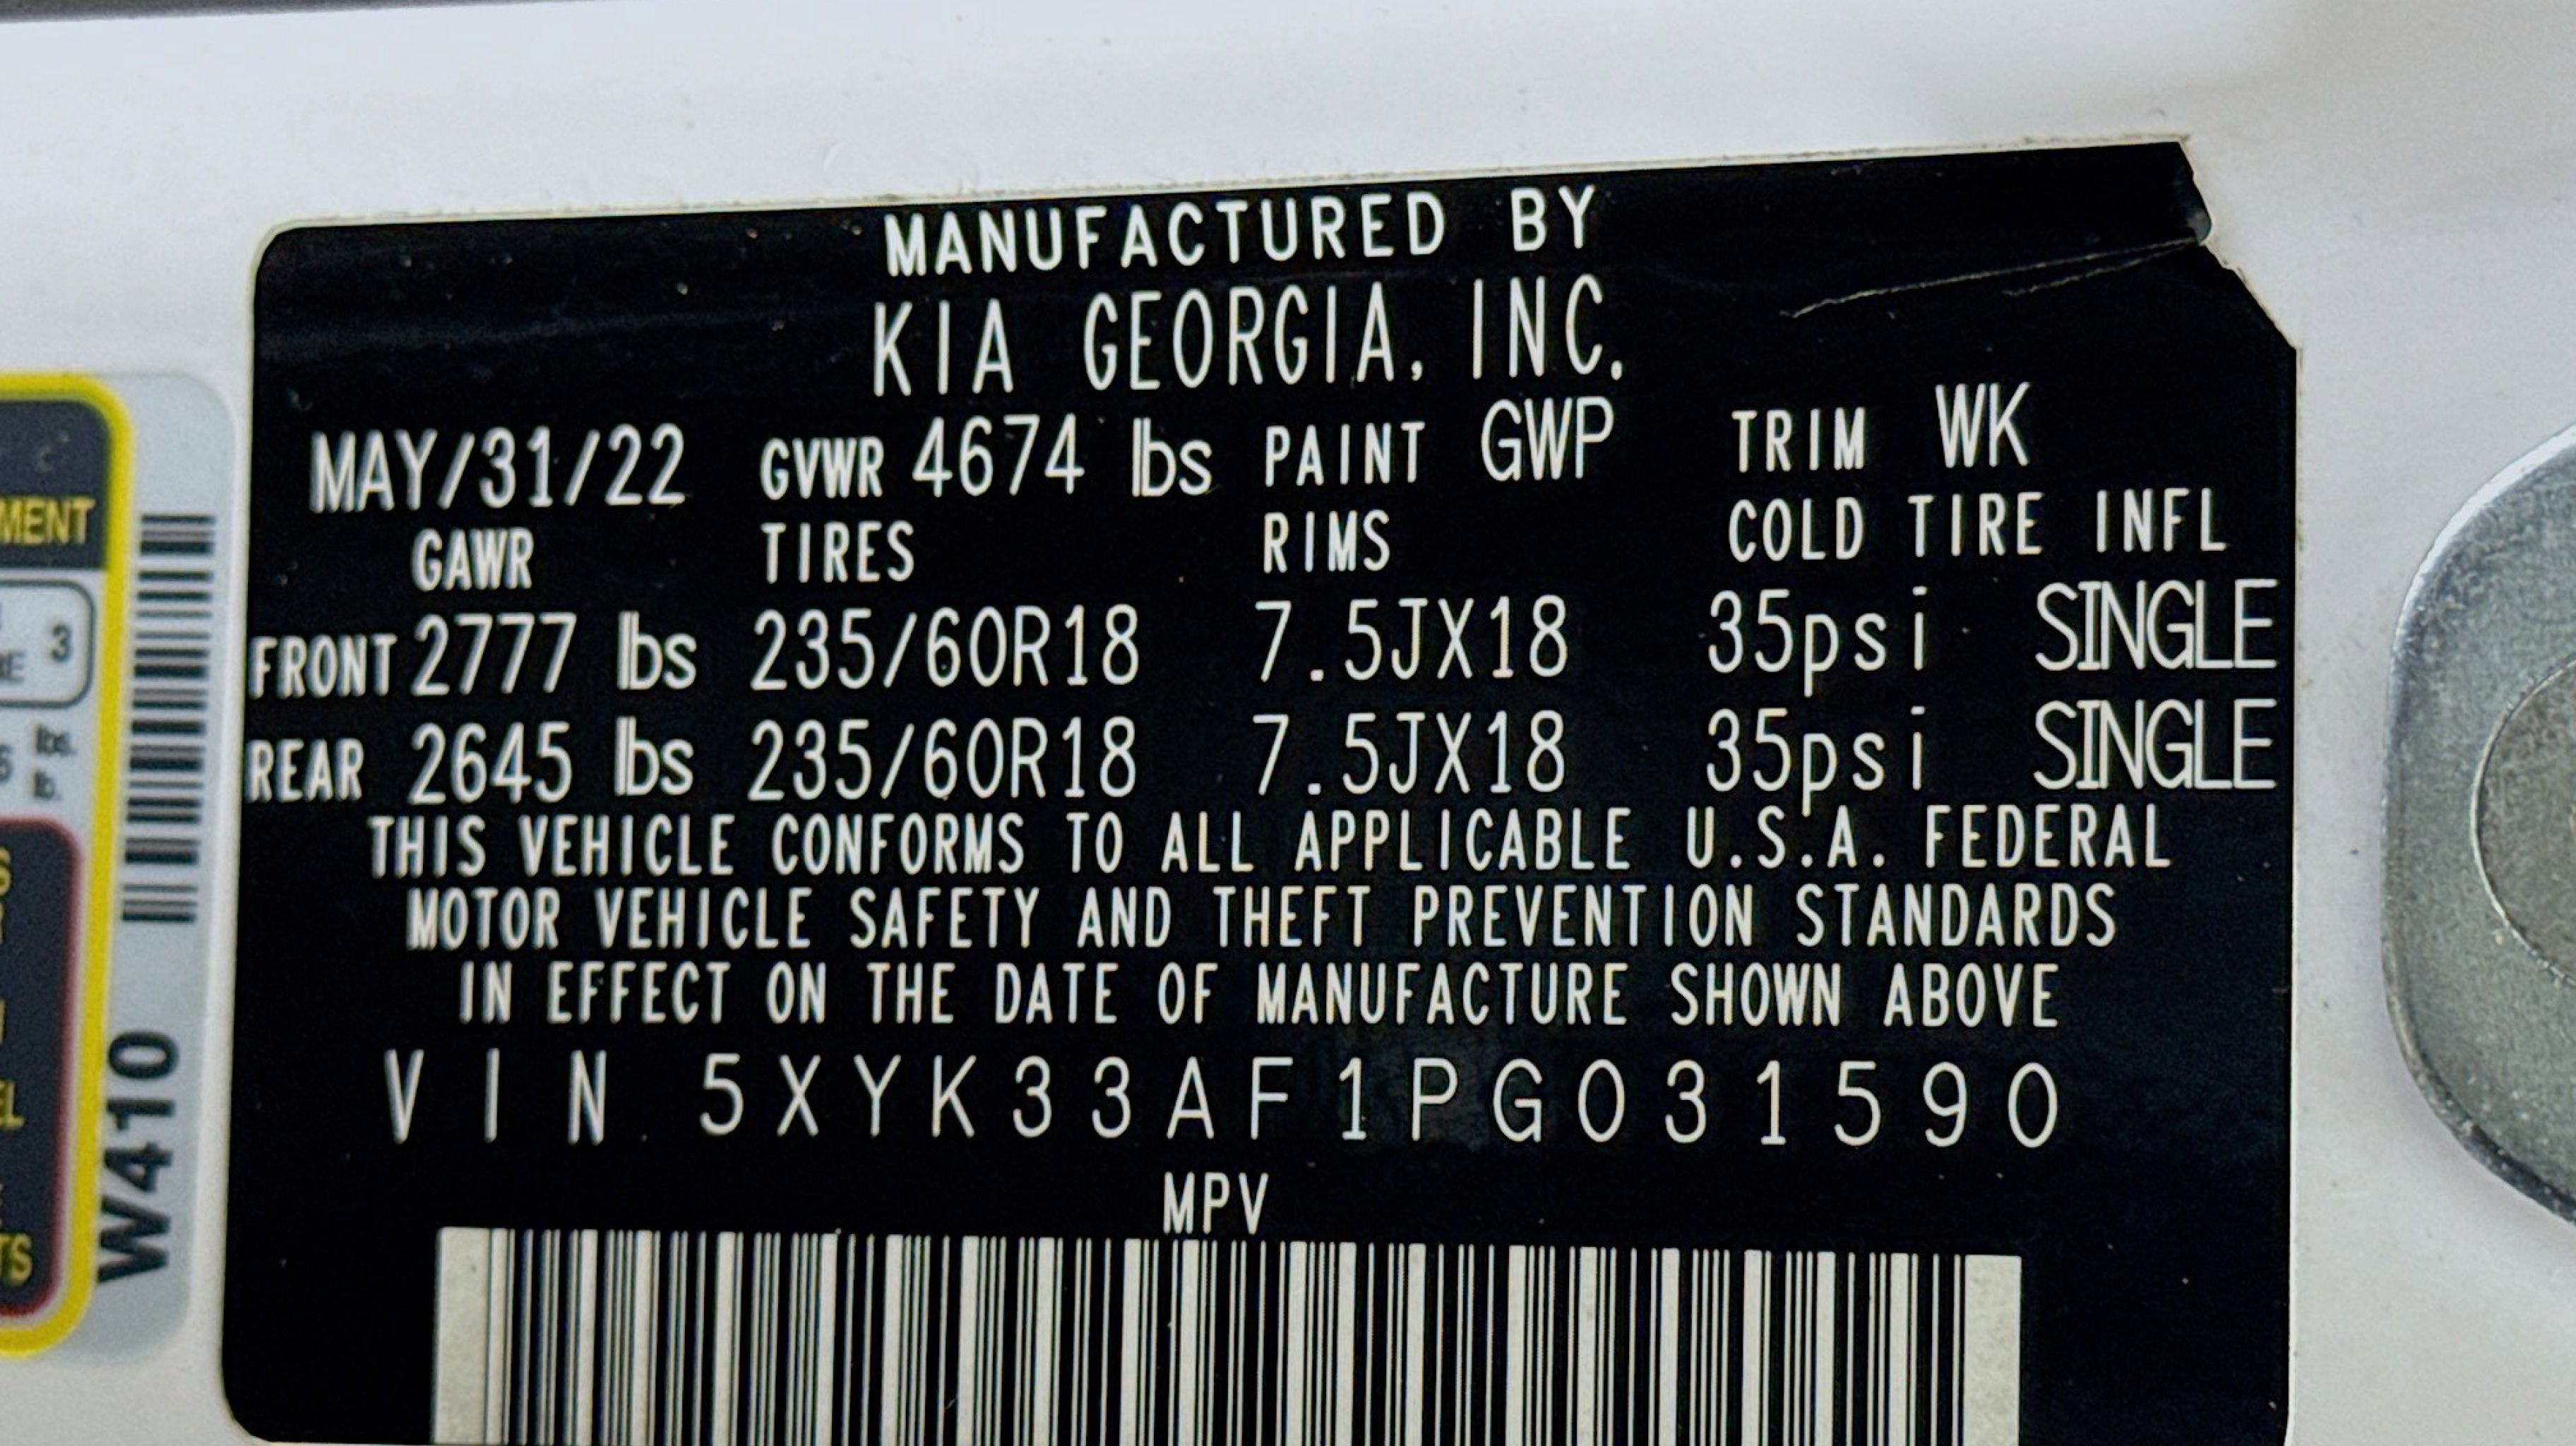 MANUFACTURED BY
KIA GEORGIA, INC.
MAY/31/22 GVWR 4674 lbs PAINT GWP TRIM WK
GAWR TIRES RIMS COLD TIRE INFL
FRONT 2777 lbs 235/60R18 7.5JX18 35psi SINGLE
REAR 2645 lbs 235/60R18 7.5JX18 35psi SINGLE
THIS VEHICLE CONFORMS TO ALL APPLICABLE U.S.A. FEDERAL
MOTOR VEHICLE SAFETY AND THEFT PREVENTION STANDARDS
IN EFFECT ON THE DATE OF MANUFACTURE SHOWN ABOVE
VIN 5XYK33AF1PG031590
MPV
W410
3
lbs.
lb.